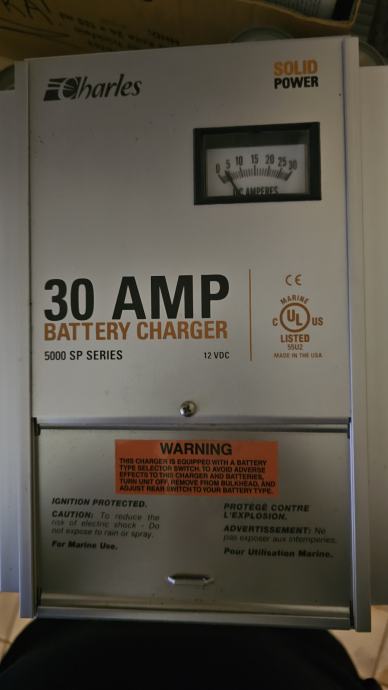 Charles
SOLID
POWER
0 5 10 15 20 25 30
DC AMPERES
30 AMP
BATTERY CHARGER
5000 SP SERIES
12 VDC
CE
MARINE
C UL US
LISTED
55U2
MADE IN THE USA
WARNING
THIS CHARGER IS EQUIPPED WITH A BATTERY
TYPE SELECTOR SWITCH. TO AVOID ADVERSE
EFFECTS TO THIS CHARGER AND BATTERIES,
TURN UNIT OFF, REMOVE FROM BULKHEAD, AND
ADJUST REAR SWITCH TO YOUR BATTERY TYPE.
IGNITION PROTECTED.
CAUTION: To reduce the
risk of electric shock - Do
not expose to rain or spray.
For Marine Use.
PROTÉGÉ CONTRE
L'EXPLOSION.
ADVERTISSEMENT: Ne
pas exposer aux intemperies.
Pour Utilisation Marine.